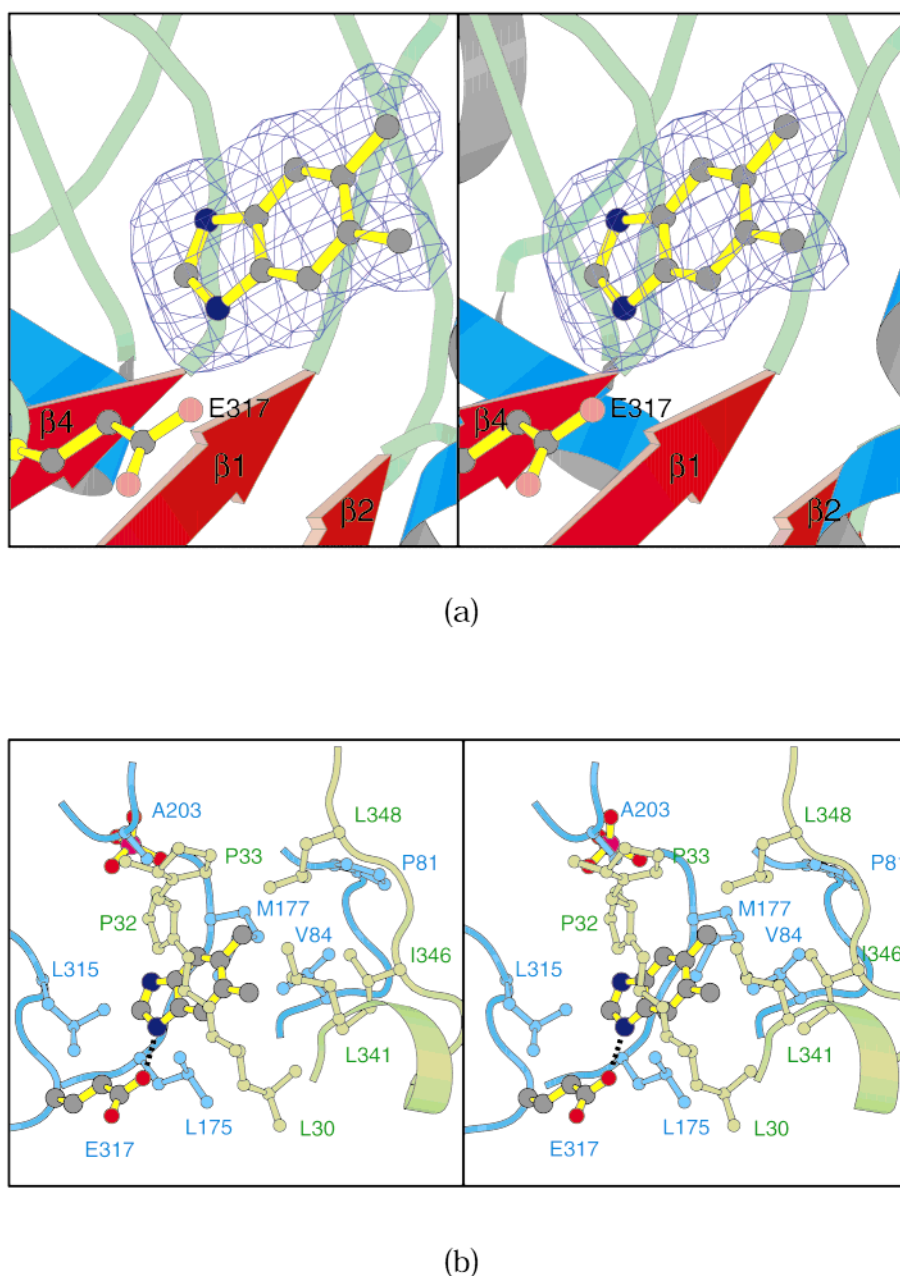 E317 E317
β4 β4
β1 β1
β2 β2
(a)
A203 A203
L348 L348
P33 P33
P81 P81
P32 P32
M177 M177
V84 V84
L315 I346 L315 I346
L341 L341
L175 L30 L175 L30
E317 E317
(b)